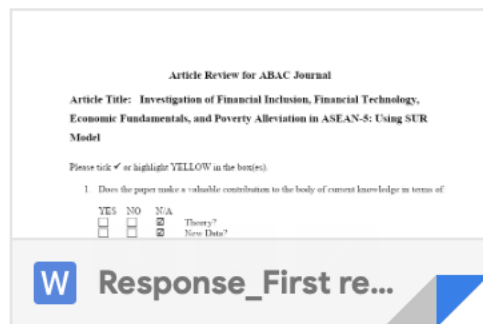 Article Review for ABAC Journal
Article Title: Investigation of Financial Inclusion, Financial Technology,
Economic Fundamentals, and Poverty Alleviation in ASEAN-5: Using SUR
Model
Please tick ✓ or highlight YELLOW in the box(es).
1. Does the paper make a valuable contribution to the body of current knowledge in terms of
YES NO N/A
☐ ☐ ☑ Theory?
☐ ☐ ☑ New Data?
W Response_First re...